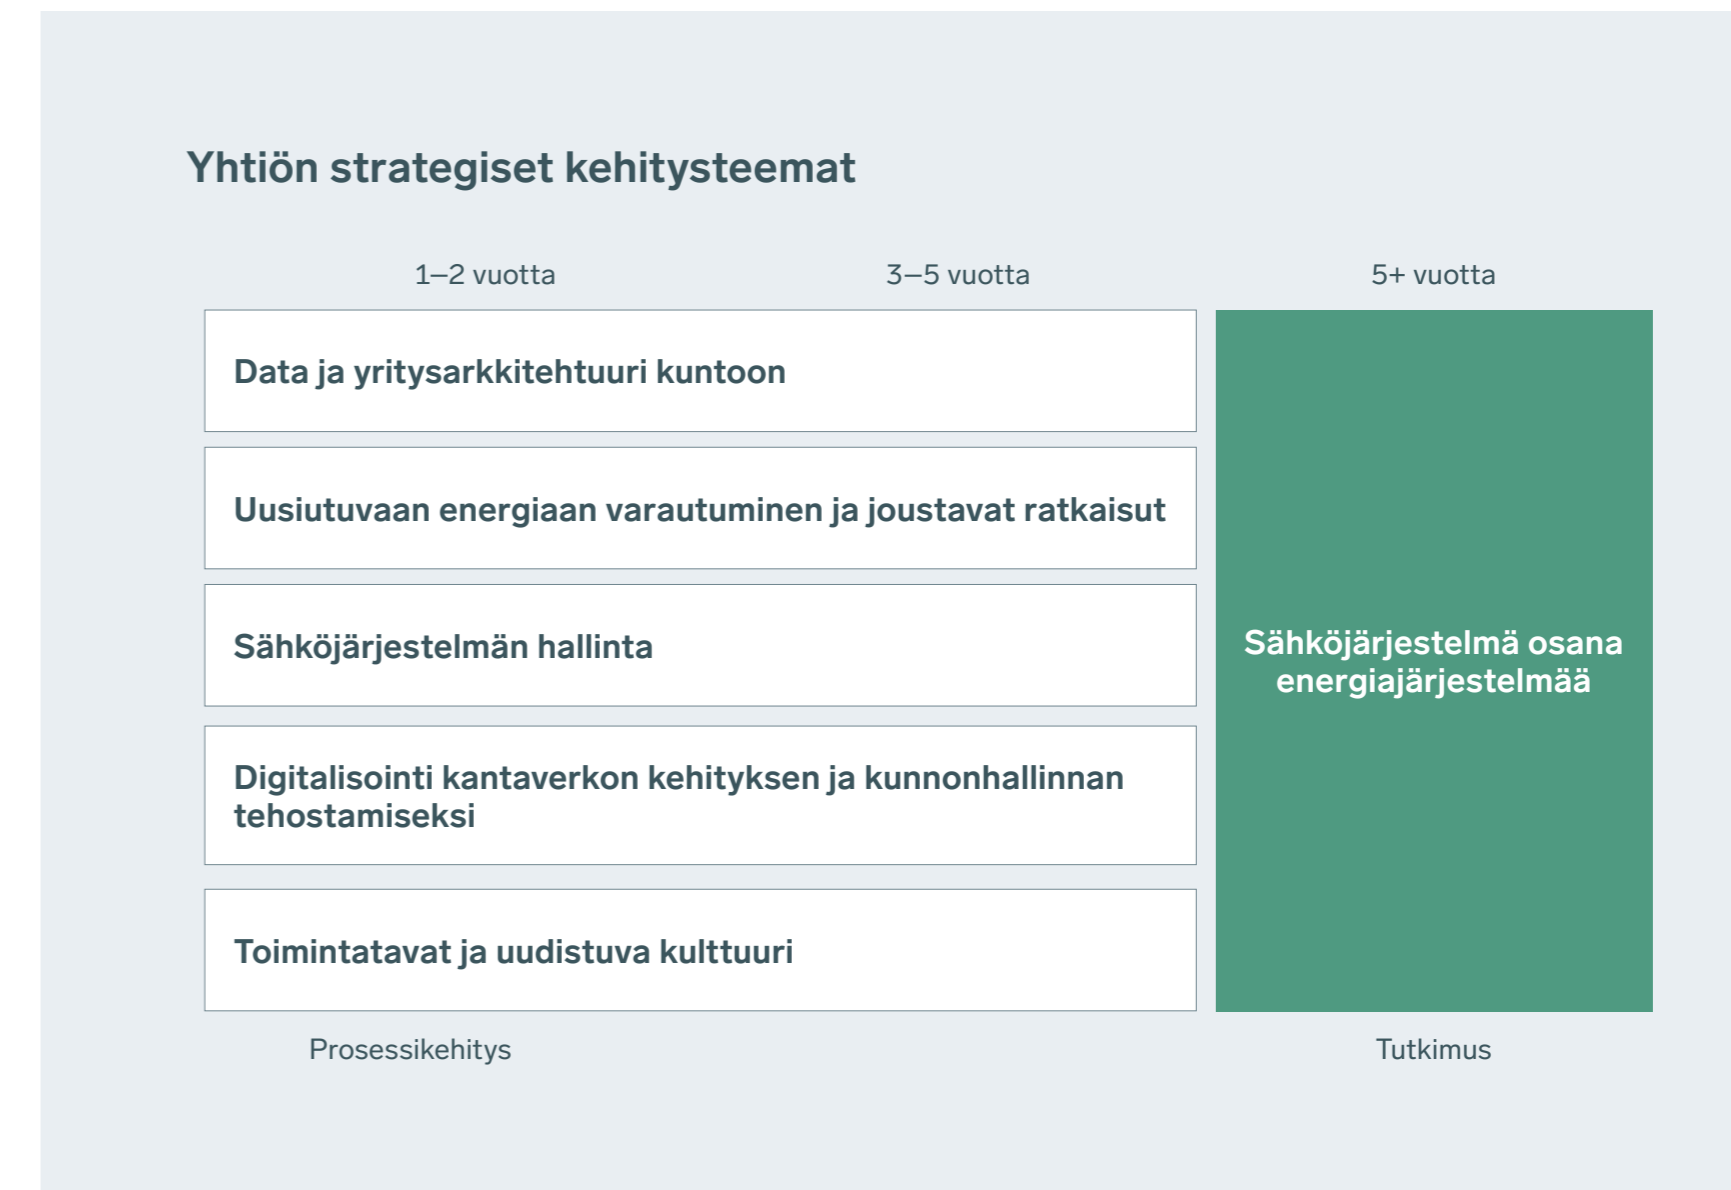 Yhtiön strategiset kehitysteemat
1–2 vuotta
3–5 vuotta
5+ vuotta
Data ja yritysarkkitehtuuri kuntoon
Uusiutuvaan energiaan varautuminen ja joustavat ratkaisut
Sähköjärjestelmän hallinta
Digitalisointi kantaverkon kehityksen ja kunnonhallinnan
tehostamiseksi
Toimintatavat ja uudistuva kulttuuri
Sähköjärjestelmä osana
energiajärjestelmää
Prosessikehitys
Tutkimus